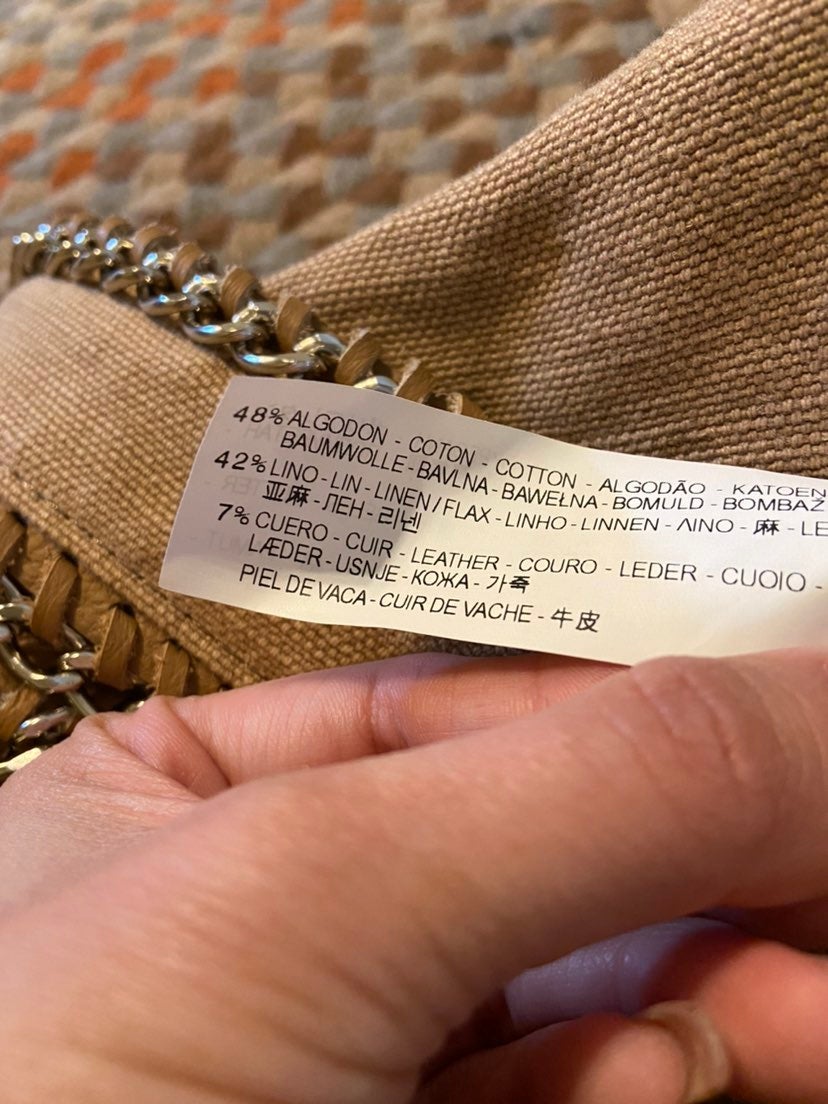 48% ALGODON - COTON - COTTON - ALGODÃO - KATOEN
BAUMWOLLE - BAVLNA - BAWEŁNA - BOMULD - BOMBAŽ
42% LINO - LIN - LINEN / FLAX - LINHO - LINNEN - ΛΙΝΟ - 麻 - LE
亚麻 - ЛЕН - 리넨
7% CUERO - CUIR - LEATHER - COURO - LEDER - CUOIO -
LÆDER - USNJE - КОЖА - 가죽
PIEL DE VACA - CUIR DE VACHE - 牛皮